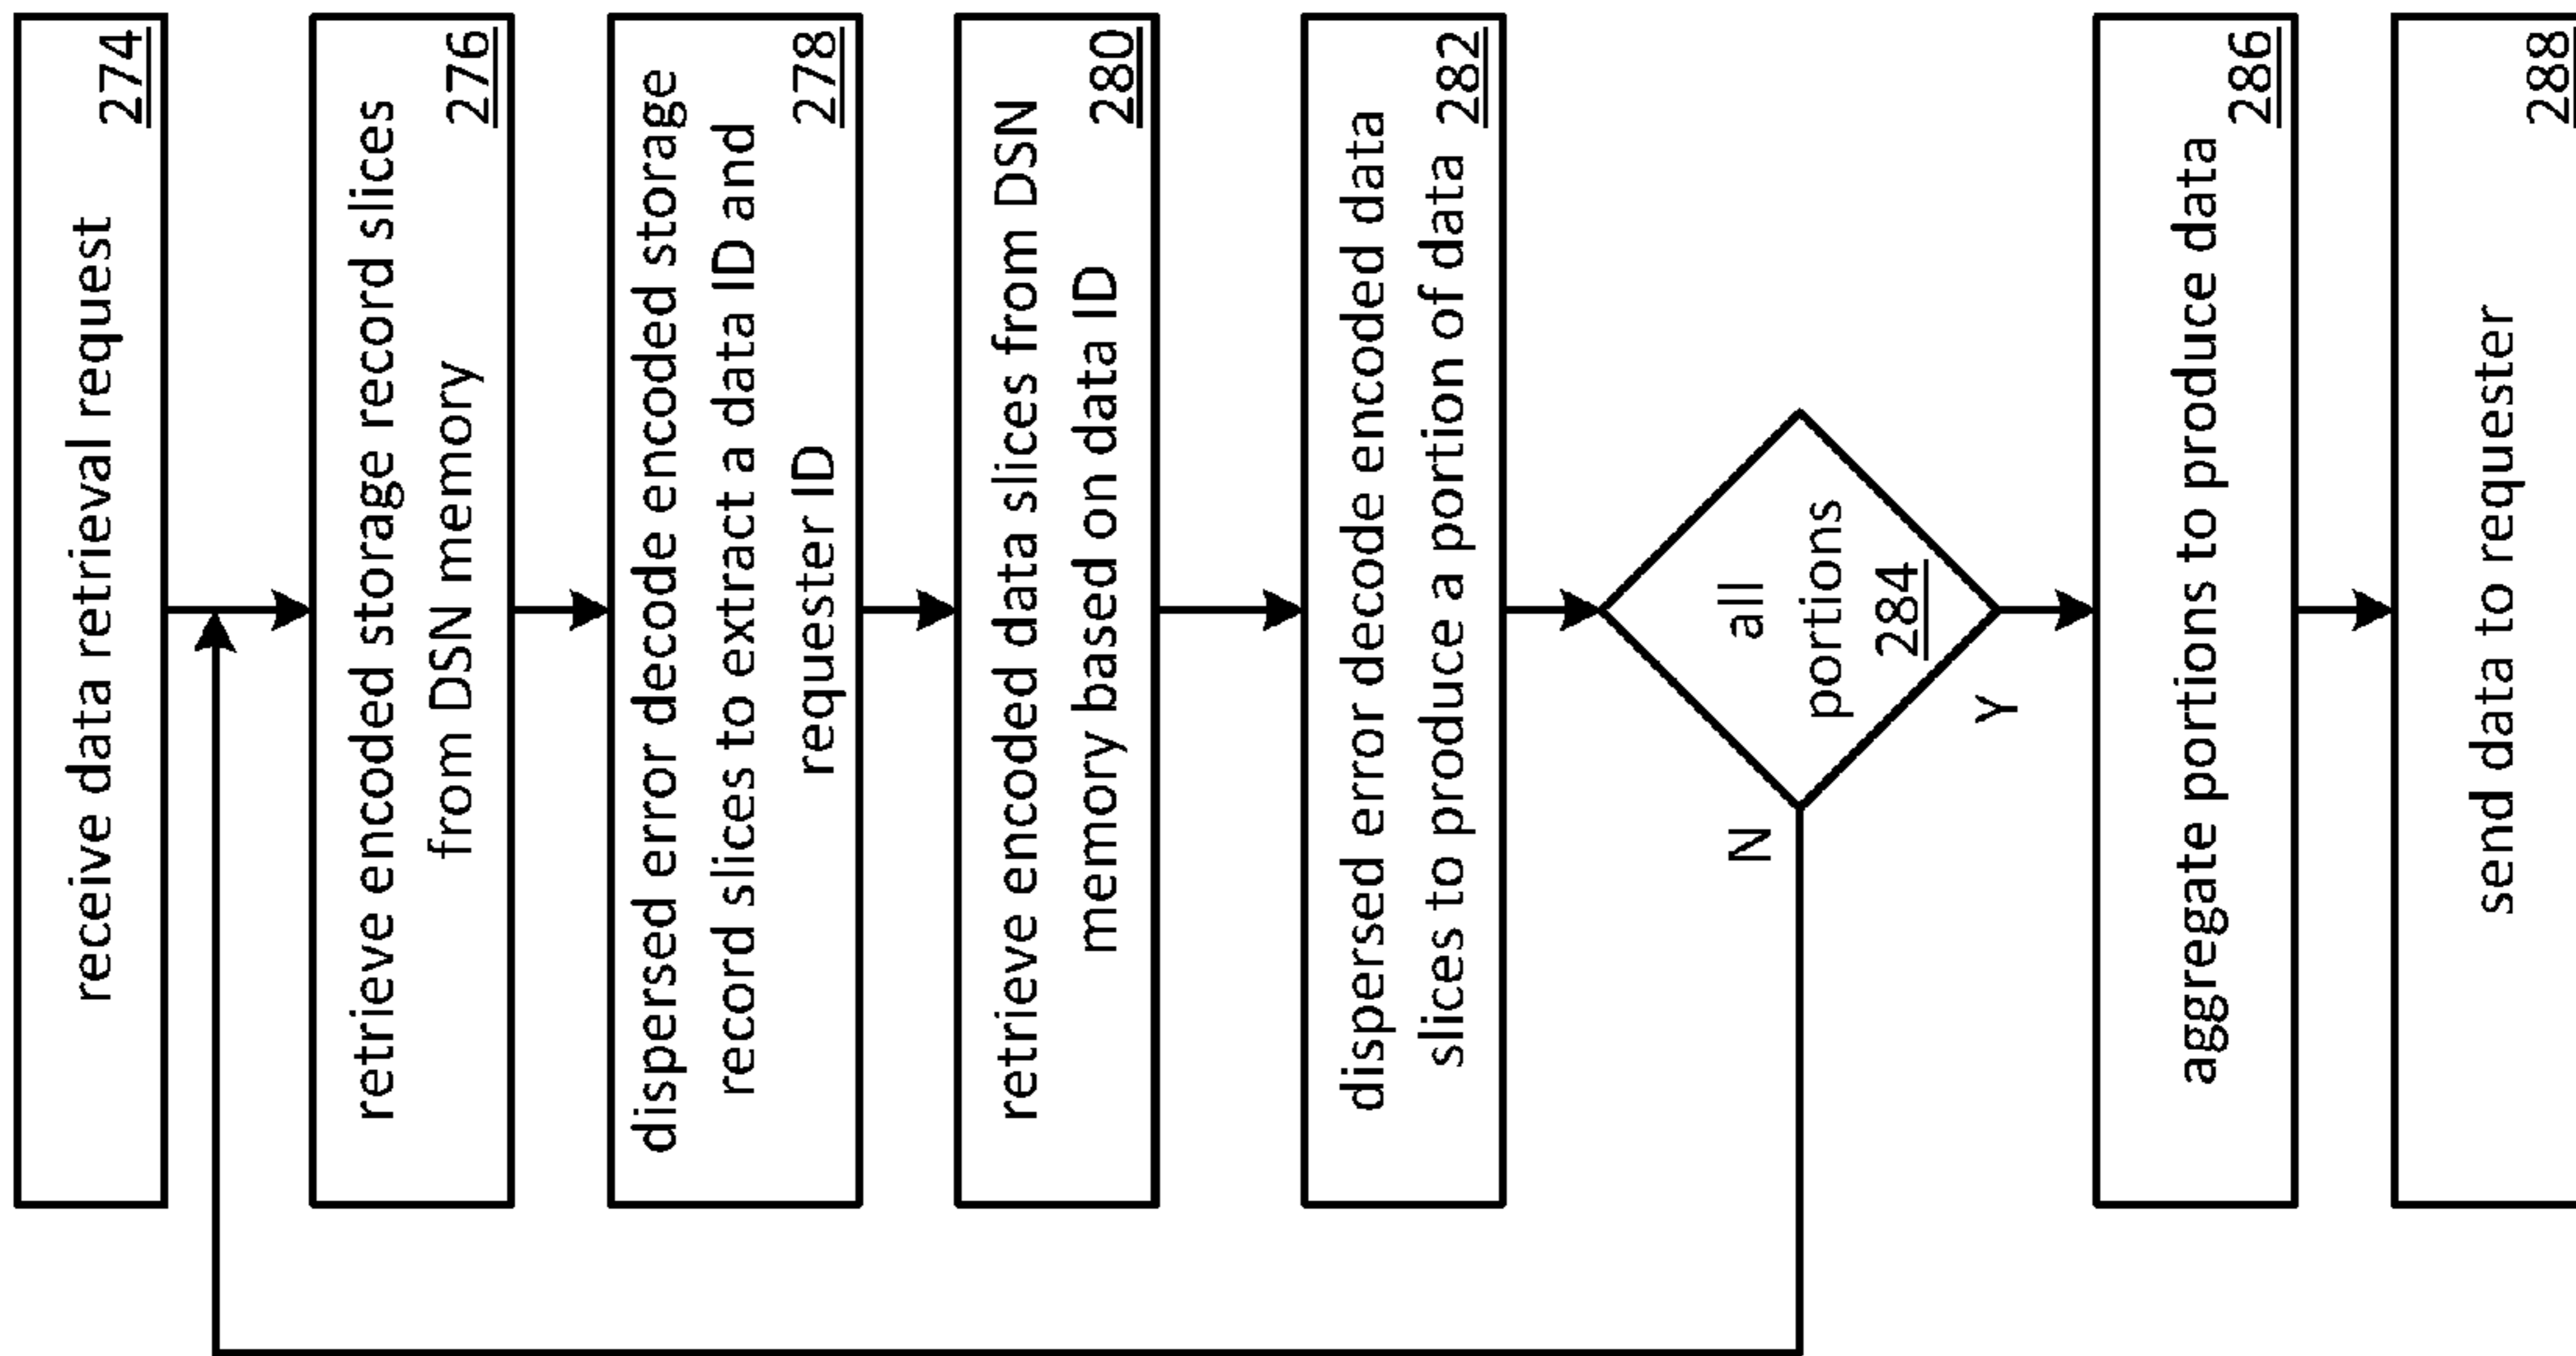 receive data retrieval request
274
retrieve encoded storage record slices
from DSN memory
276
dispersed error decode encoded storage
record slices to extract a data ID and
requester ID
278
retrieve encoded data slices from DSN
memory based on data ID
280
dispersed error decode encoded data
slices to produce a portion of data
282
all
portions
284
N
Y
aggregate portions to produce data
286
send data to requester
288